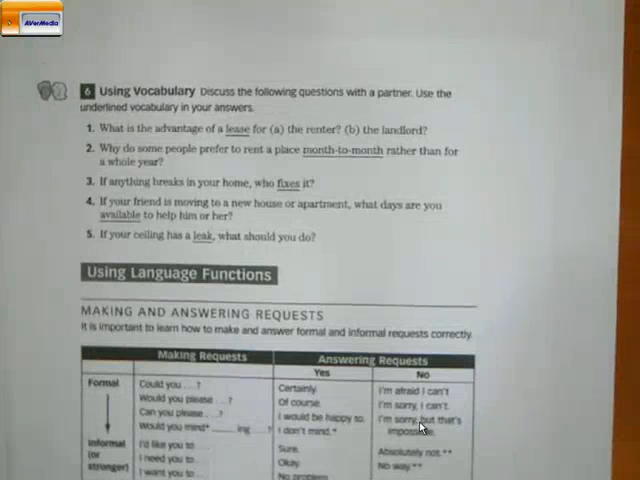 AVerMedia
6 Using Vocabulary Discuss the following questions with a partner. Use the
underlined vocabulary in your answers.
1. What is the advantage of a lease for (a) the renter? (b) the landlord?
2. Why do some people prefer to rent a place month-to-month rather than for
a whole year?
3. If anything breaks in your home, who fixes it?
4. If your friend is moving to a new house or apartment, what days are you
available to help him or her?
5. If your ceiling has a leak, what should you do?
Using Language Functions
MAKING AND ANSWERING REQUESTS
It is important to learn how to make and answer formal and informal requests correctly.
Making Requests Answering Requests
Yes No
Formal Could you ...? Certainly. I'm afraid I can't
Would you please ...? Of course. I'm sorry, I can't.
Can you please ...? I would be happy to. I'm sorry, but that's
Would you mind* ____ ing ? I don't mind.* impossible.
Informal I'd like you to ... Sure. Absolutely not.**
(or I need you to ... Okay. No way.**
stronger) I want you to ... No problem